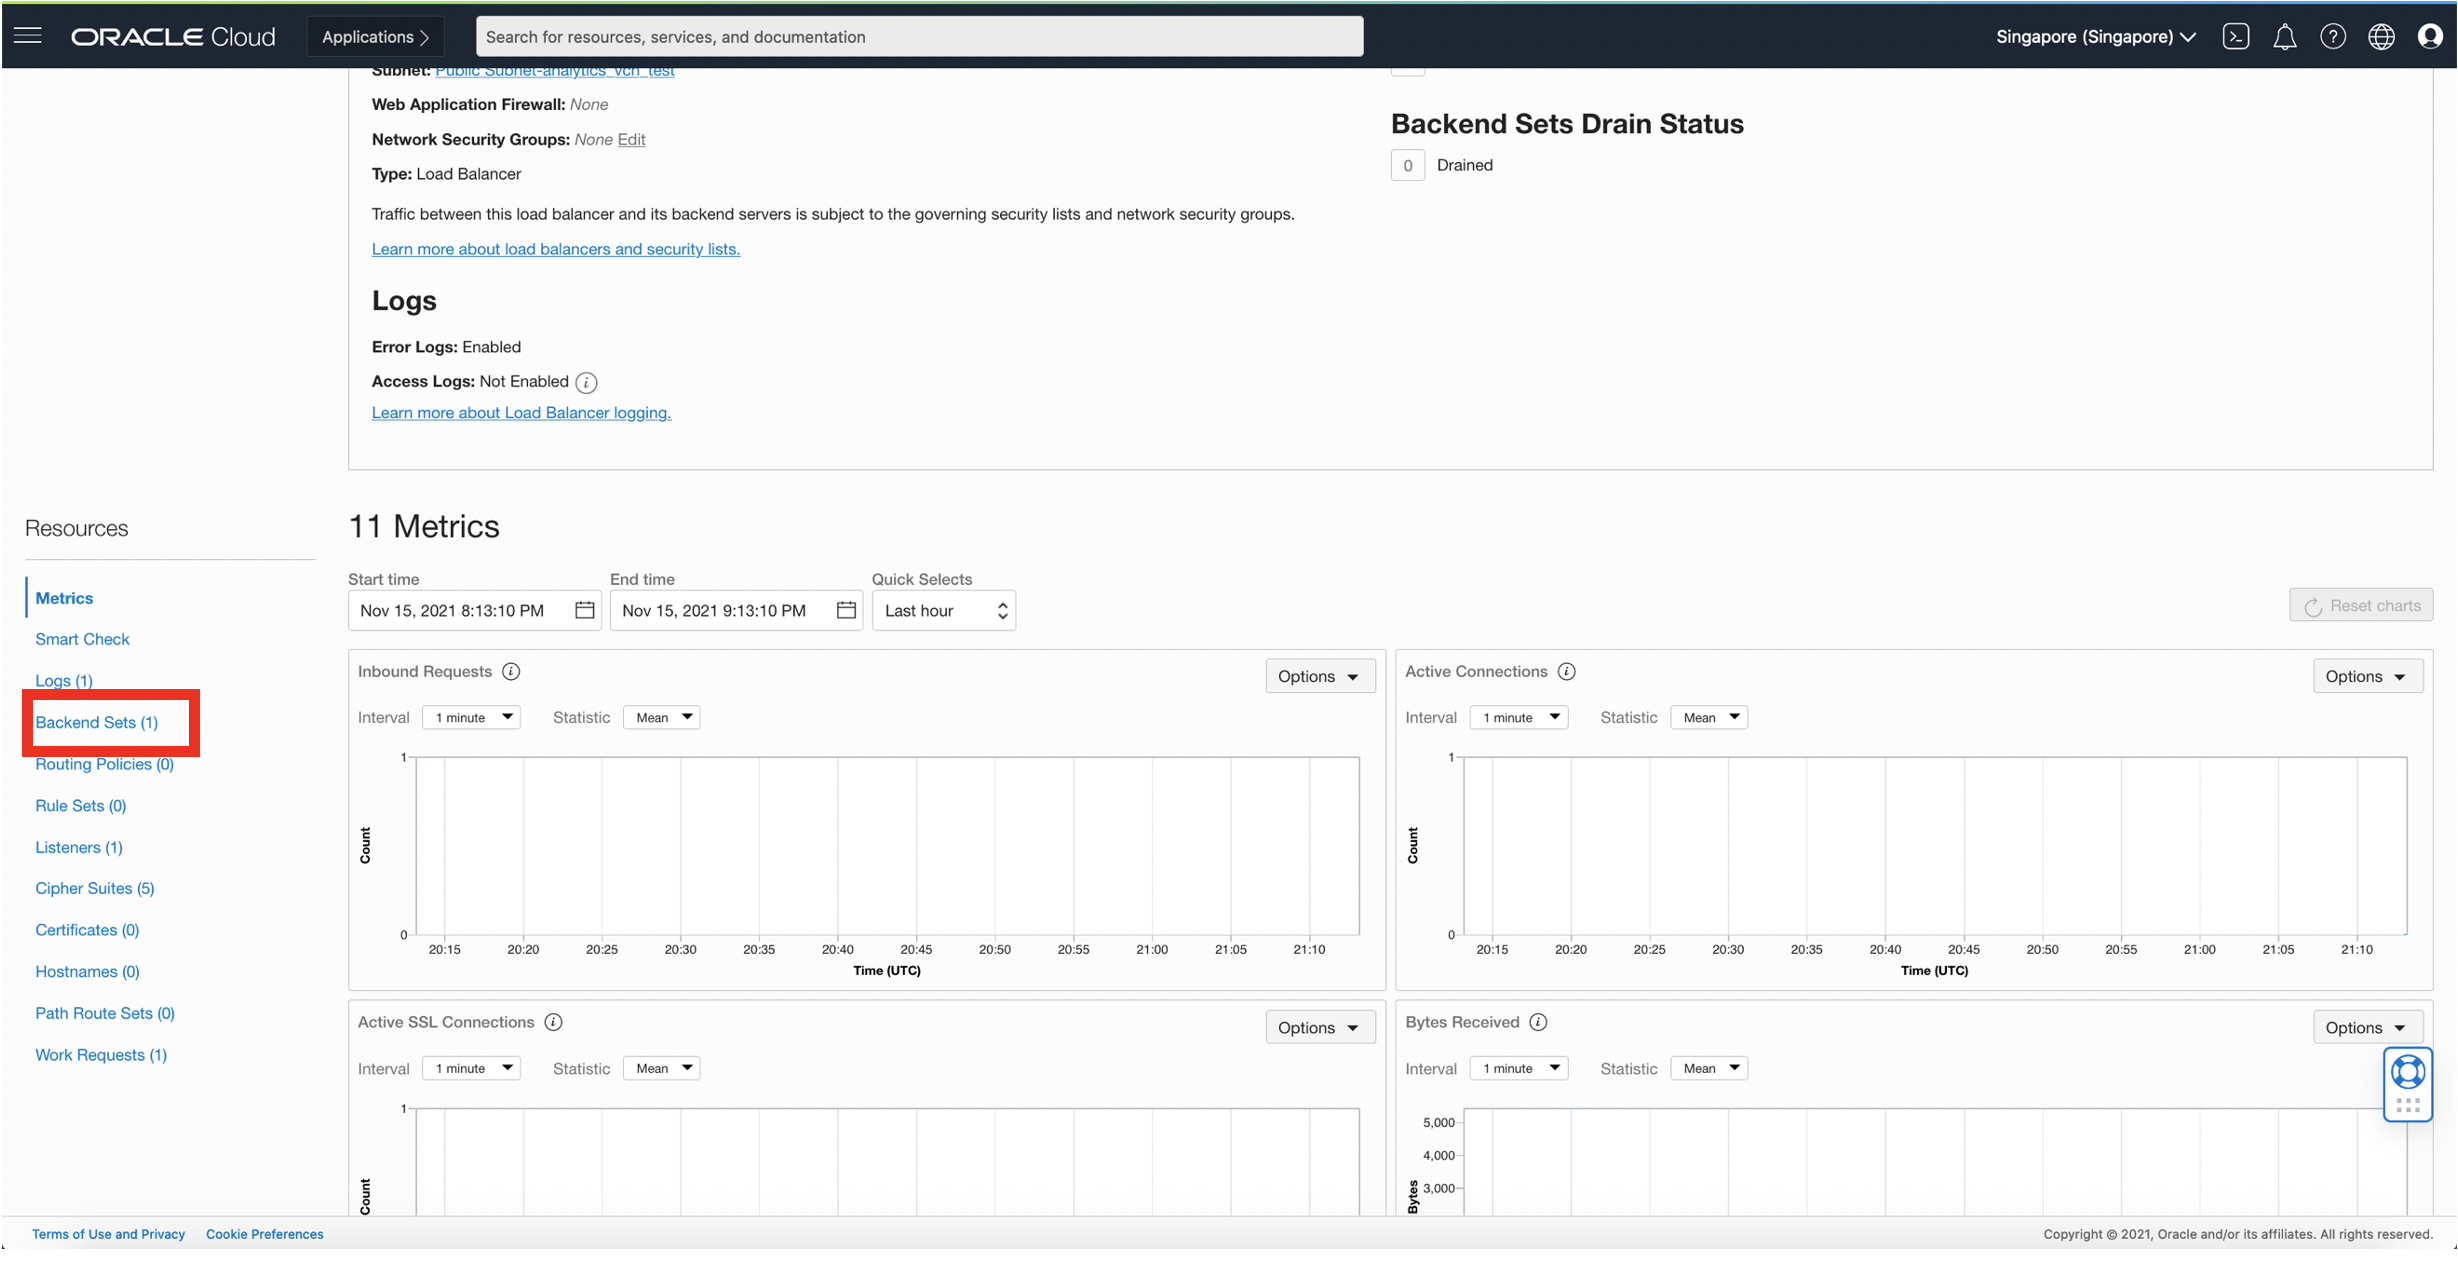 ORACLE Cloud
Applications
Search for resources, services, and documentation
Singapore (Singapore)
Subnet: Public Subnet-analytics_vcn_test
Web Application Firewall: None
Network Security Groups: None Edit
Type: Load Balancer
Traffic between this load balancer and its backend servers is subject to the governing security lists and network security groups.
Learn more about load balancers and security lists.
Backend Sets Drain Status
0 Drained
Logs
Error Logs: Enabled
Access Logs: Not Enabled
Learn more about Load Balancer logging.
Resources
Metrics
Smart Check
Logs (1)
Backend Sets (1)
Routing Policies (0)
Rule Sets (0)
Listeners (1)
Cipher Suites (5)
Certificates (0)
Hostnames (0)
Path Route Sets (0)
Work Requests (1)
11 Metrics
Start time
Nov 15, 2021 8:13:10 PM
End time
Nov 15, 2021 9:13:10 PM
Quick Selects
Last hour
Reset charts
Inbound Requests
Options
Interval 1 minute Statistic Mean
1
0
Count
20:15 20:20 20:25 20:30 20:35 20:40 20:45 20:50 20:55 21:00 21:05 21:10
Time (UTC)
Active Connections
Options
Interval 1 minute Statistic Mean
1
0
Count
20:15 20:20 20:25 20:30 20:35 20:40 20:45 20:50 20:55 21:00 21:05 21:10
Time (UTC)
Active SSL Connections
Options
Interval 1 minute Statistic Mean
1
Count
Bytes Received
Options
Interval 1 minute Statistic Mean
5,000
4,000
3,000
Bytes
Terms of Use and Privacy
Cookie Preferences
Copyright © 2021, Oracle and/or its affiliates. All rights reserved.